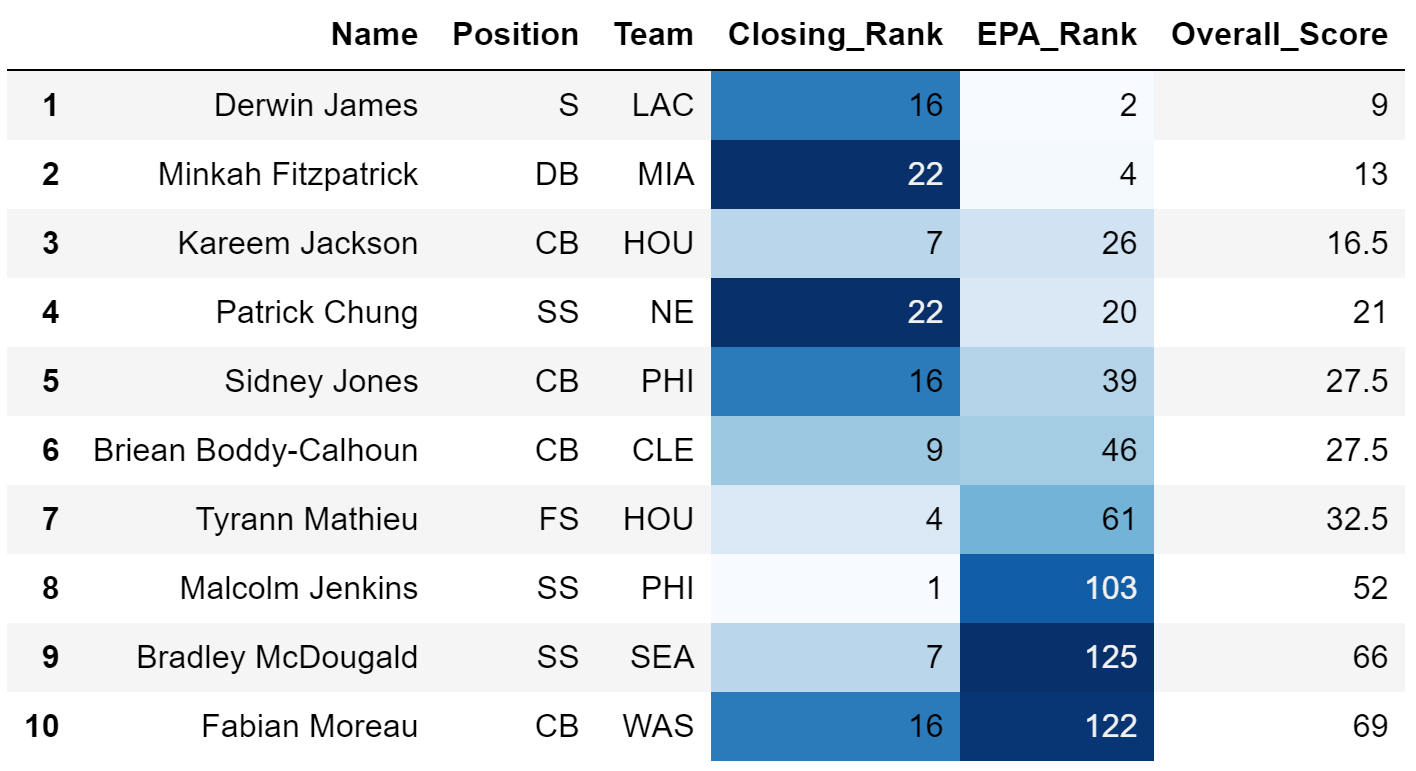 Name Position Team Closing_Rank EPA_Rank Overall_Score
1 Derwin James S LAC 16 2 9
2 Minkah Fitzpatrick DB MIA 22 4 13
3 Kareem Jackson CB HOU 7 26 16.5
4 Patrick Chung SS NE 22 20 21
5 Sidney Jones CB PHI 16 39 27.5
6 Briean Boddy-Calhoun CB CLE 9 46 27.5
7 Tyrann Mathieu FS HOU 4 61 32.5
8 Malcolm Jenkins SS PHI 1 103 52
9 Bradley McDougald SS SEA 7 125 66
10 Fabian Moreau CB WAS 16 122 69